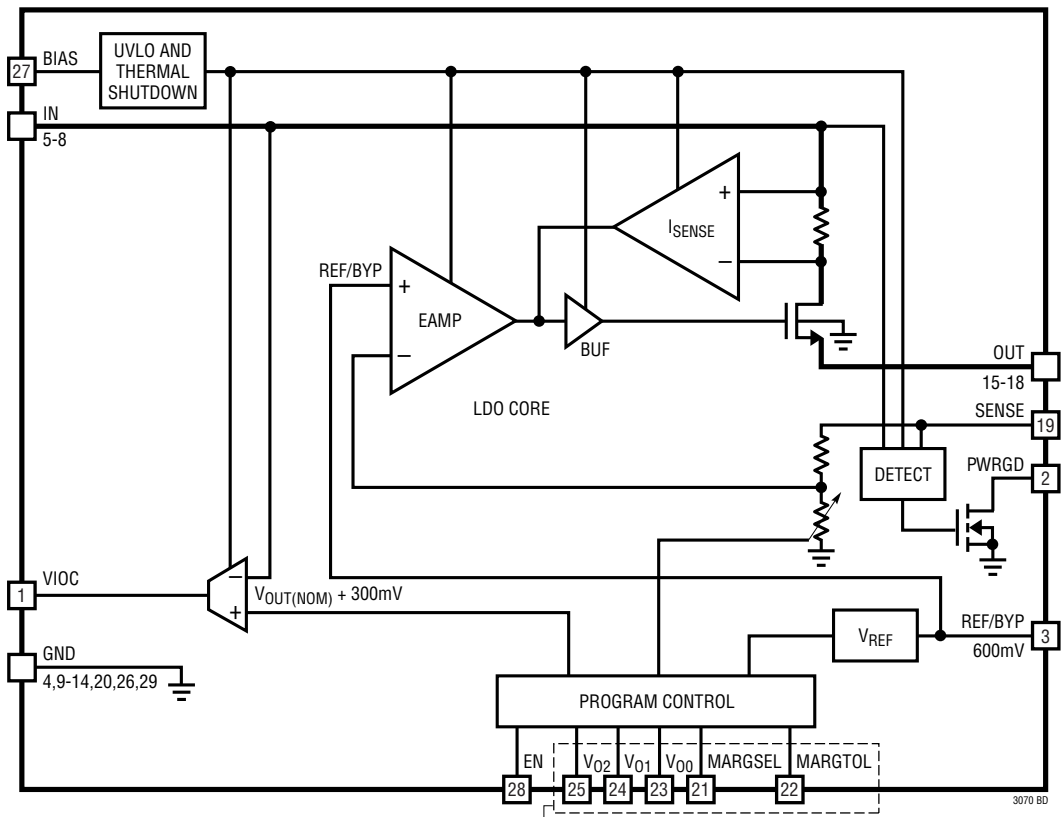 27
BIAS
UVLO AND
THERMAL
SHUTDOWN
IN
5-8
+
ISENSE
–
REF/BYP
+
EAMP
–
BUF
LDO CORE
OUT
15-18
SENSE
19
DETECT
PWRGD
2
VIOC
1
–
+
VOUT(NOM) + 300mV
GND
4,9-14,20,26,29
VREF
REF/BYP
600mV
3
PROGRAM CONTROL
EN
VO2
VO1
VO0
MARGSEL
MARGTOL
28
25
24
23
21
22
3070 BD